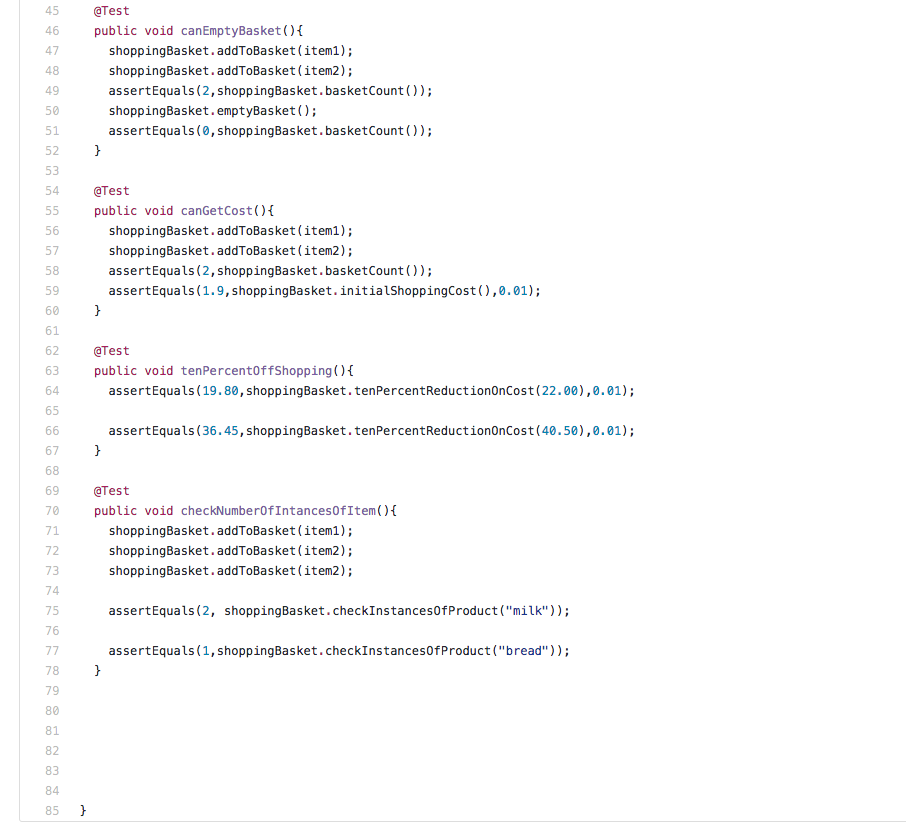 45 @Test
46 public void canEmptyBasket(){
47 shoppingBasket.addToBasket(item1);
48 shoppingBasket.addToBasket(item2);
49 assertEquals(2,shoppingBasket.basketCount());
50 shoppingBasket.emptyBasket();
51 assertEquals(0,shoppingBasket.basketCount());
52 }
53
54 @Test
55 public void canGetCost(){
56 shoppingBasket.addToBasket(item1);
57 shoppingBasket.addToBasket(item2);
58 assertEquals(2,shoppingBasket.basketCount());
59 assertEquals(1.9,shoppingBasket.initialShoppingCost(),0.01);
60 }
61
62 @Test
63 public void tenPercentOffShopping(){
64 assertEquals(19.80,shoppingBasket.tenPercentReductionOnCost(22.00),0.01);
65
66 assertEquals(36.45,shoppingBasket.tenPercentReductionOnCost(40.50),0.01);
67 }
68
69 @Test
70 public void checkNumberOfIntancesOfItem(){
71 shoppingBasket.addToBasket(item1);
72 shoppingBasket.addToBasket(item2);
73 shoppingBasket.addToBasket(item2);
74
75 assertEquals(2, shoppingBasket.checkInstancesOfProduct("milk"));
76
77 assertEquals(1,shoppingBasket.checkInstancesOfProduct("bread"));
78 }
79
80
81
82
83
84
85 }